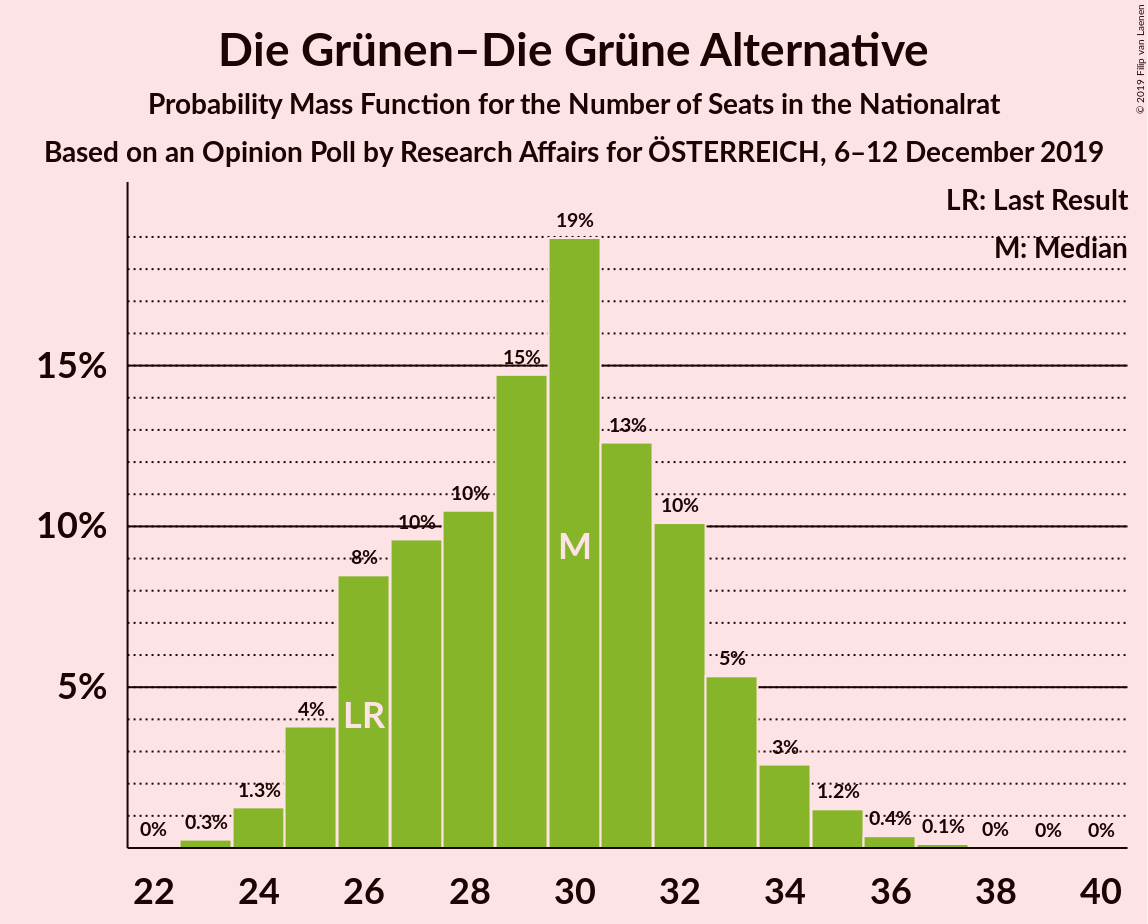 Die Grünen–Die Grüne Alternative
Probability Mass Function for the Number of Seats in the Nationalrat
Based on an Opinion Poll by Research Affairs for ÖSTERREICH, 6–12 December 2019
© 2019 Filip van Laenen
LR: Last Result
M: Median
19%
15%
15%
13%
10%
10%
10%
10%
8%
M
5%
5%
4%
LR
3%
1.3%
1.2%
0%
0.3%
0.4%
0.1%
0%
0%
0%
22 24 26 28 30 32 34 36 38 40